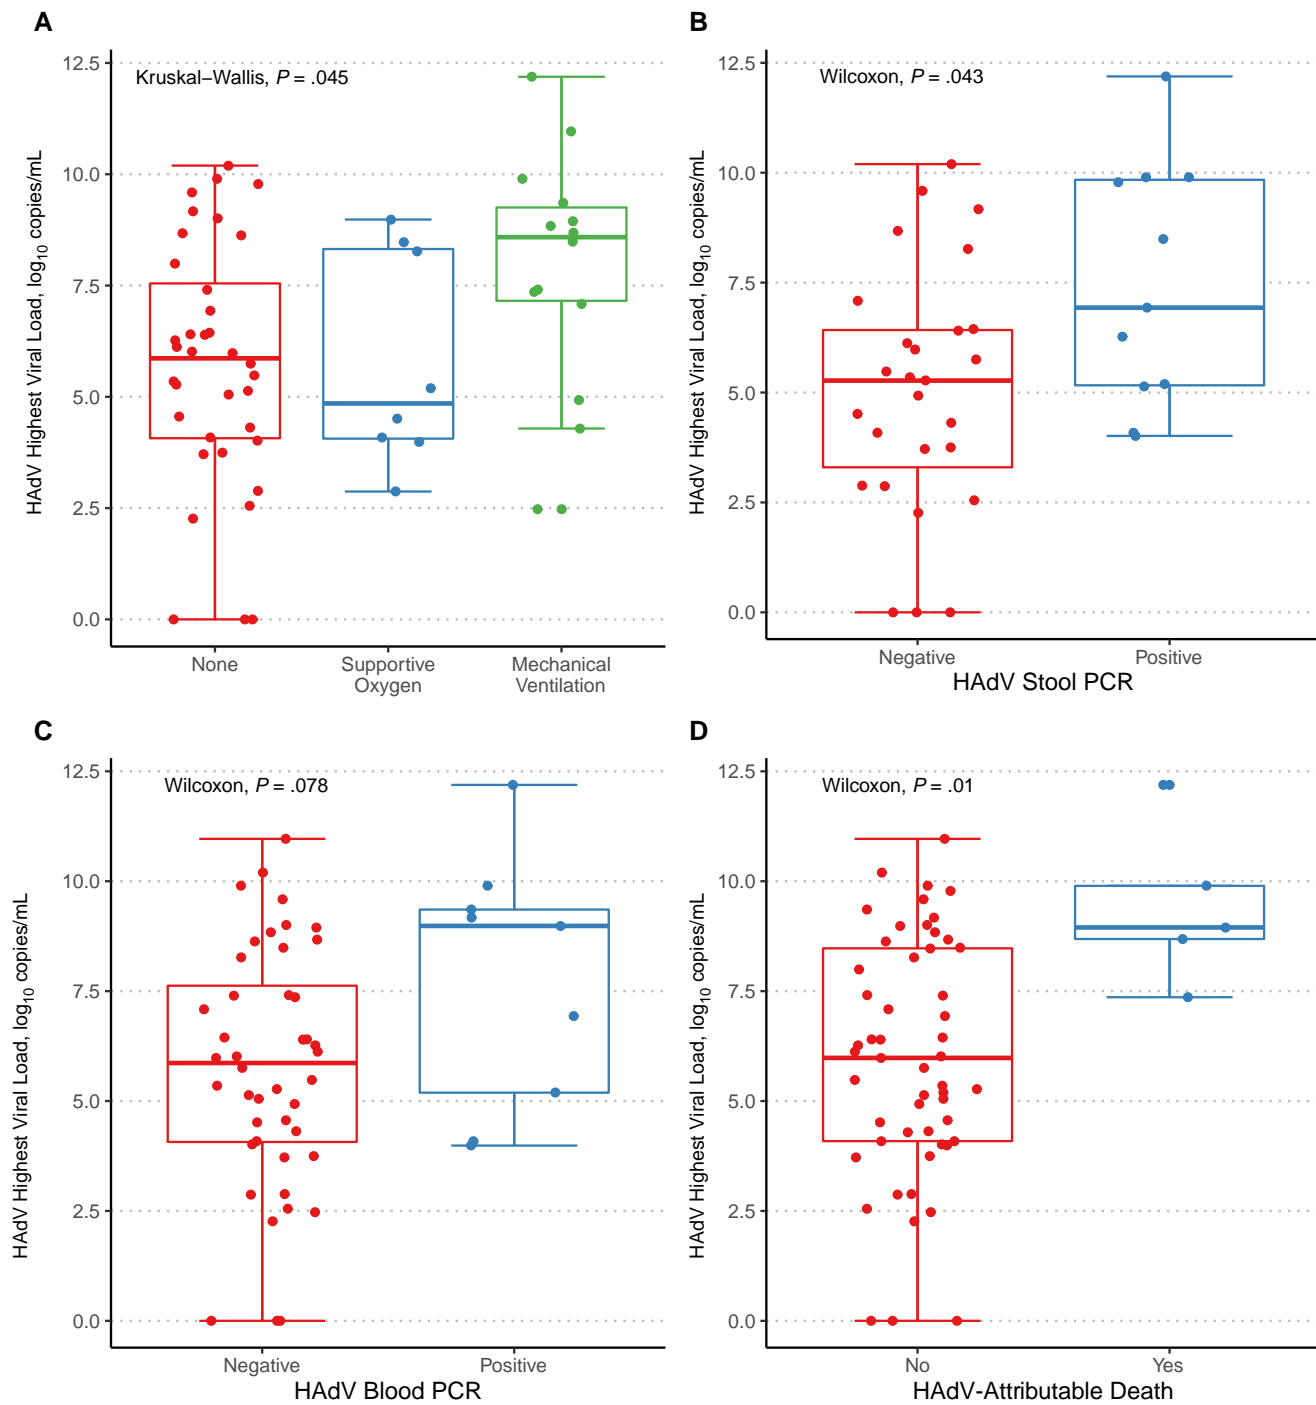 A
HAdV Highest Viral Load, log10 copies/mL
12.5
10.0
7.5
5.0
2.5
0.0
Kruskal−Wallis, P = .045
None
Supportive
Oxygen
Mechanical
Ventilation
B
HAdV Highest Viral Load, log10 copies/mL
12.5
10.0
7.5
5.0
2.5
0.0
Wilcoxon, P = .043
Negative
Positive
HAdV Stool PCR
C
HAdV Highest Viral Load, log10 copies/mL
12.5
10.0
7.5
5.0
2.5
0.0
Wilcoxon, P = .078
Negative
Positive
HAdV Blood PCR
D
HAdV Highest Viral Load, log10 copies/mL
12.5
10.0
7.5
5.0
2.5
0.0
Wilcoxon, P = .01
No
Yes
HAdV-Attributable Death